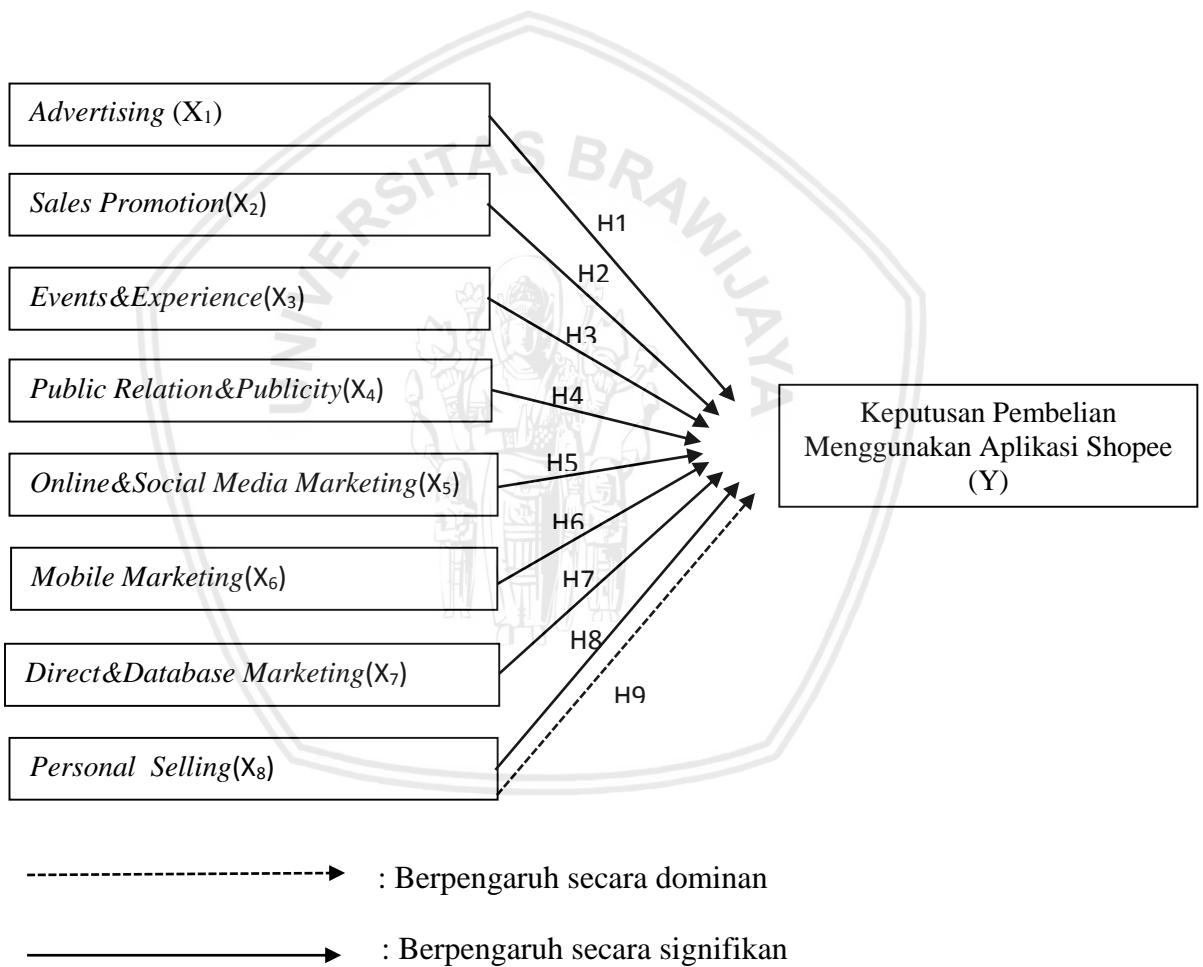 Advertising (X₁)
Sales Promotion(X₂)
Events&Experience(X₃)
Public Relation&Publicity(X₄)
Online&Social Media Marketing(X₅)
Mobile Marketing(X₆)
Direct&Database Marketing(X₇)
Personal Selling(X₈)
H1
H2
H3
H4
H5
H6
H7
H8
H9
Keputusan Pembelian
Menggunakan Aplikasi Shopee
(Y)
UNIVERSITAS BRAWIJAYA
: Berpengaruh secara dominan
: Berpengaruh secara signifikan